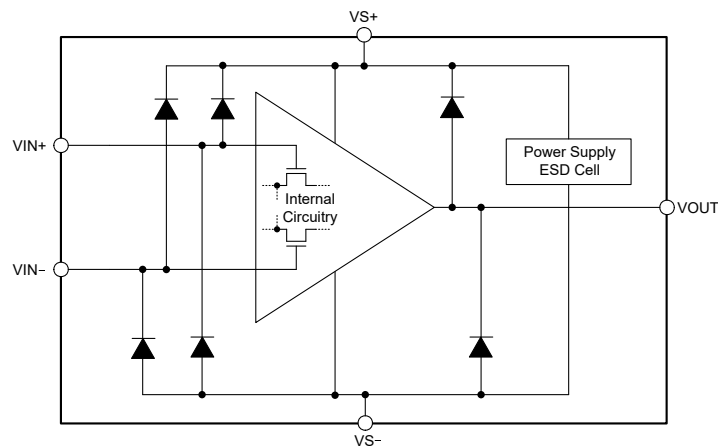 VS+
VIN+
Power Supply
ESD Cell
Internal
Circuitry
VOUT
VIN−
VS−